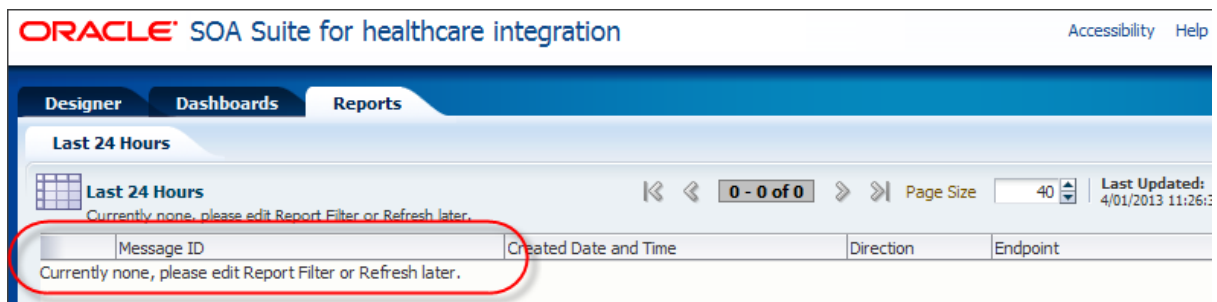 ORACLE SOA Suite for healthcare integration
Accessibility Help
Designer Dashboards Reports
Last 24 Hours
Last 24 Hours
0 - 0 of 0 Page Size 40 Last Updated:
4/01/2013 11:26:3
Currently none, please edit Report Filter or Refresh later.
Message ID Created Date and Time Direction Endpoint
Currently none, please edit Report Filter or Refresh later.